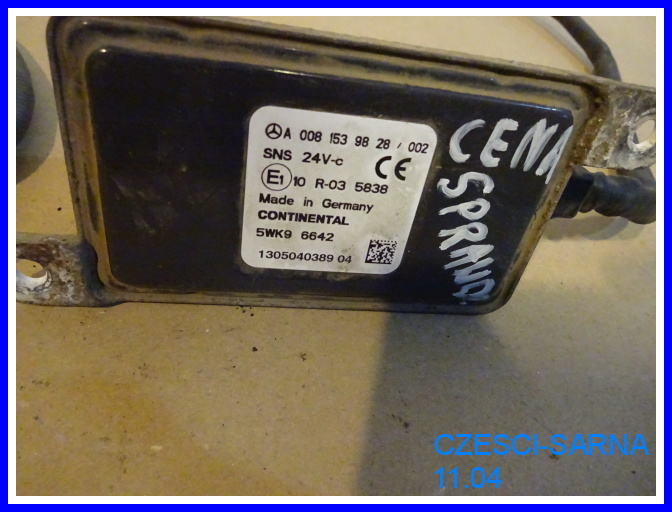 A 008 153 98 28 / 002
SNS 24V-c CE
E1 10 R-03 5838
Made in Germany
CONTINENTAL
5WK9 6642
1305040389 04
CENA
SPRAWD
CZESCI-SARNA
11.04